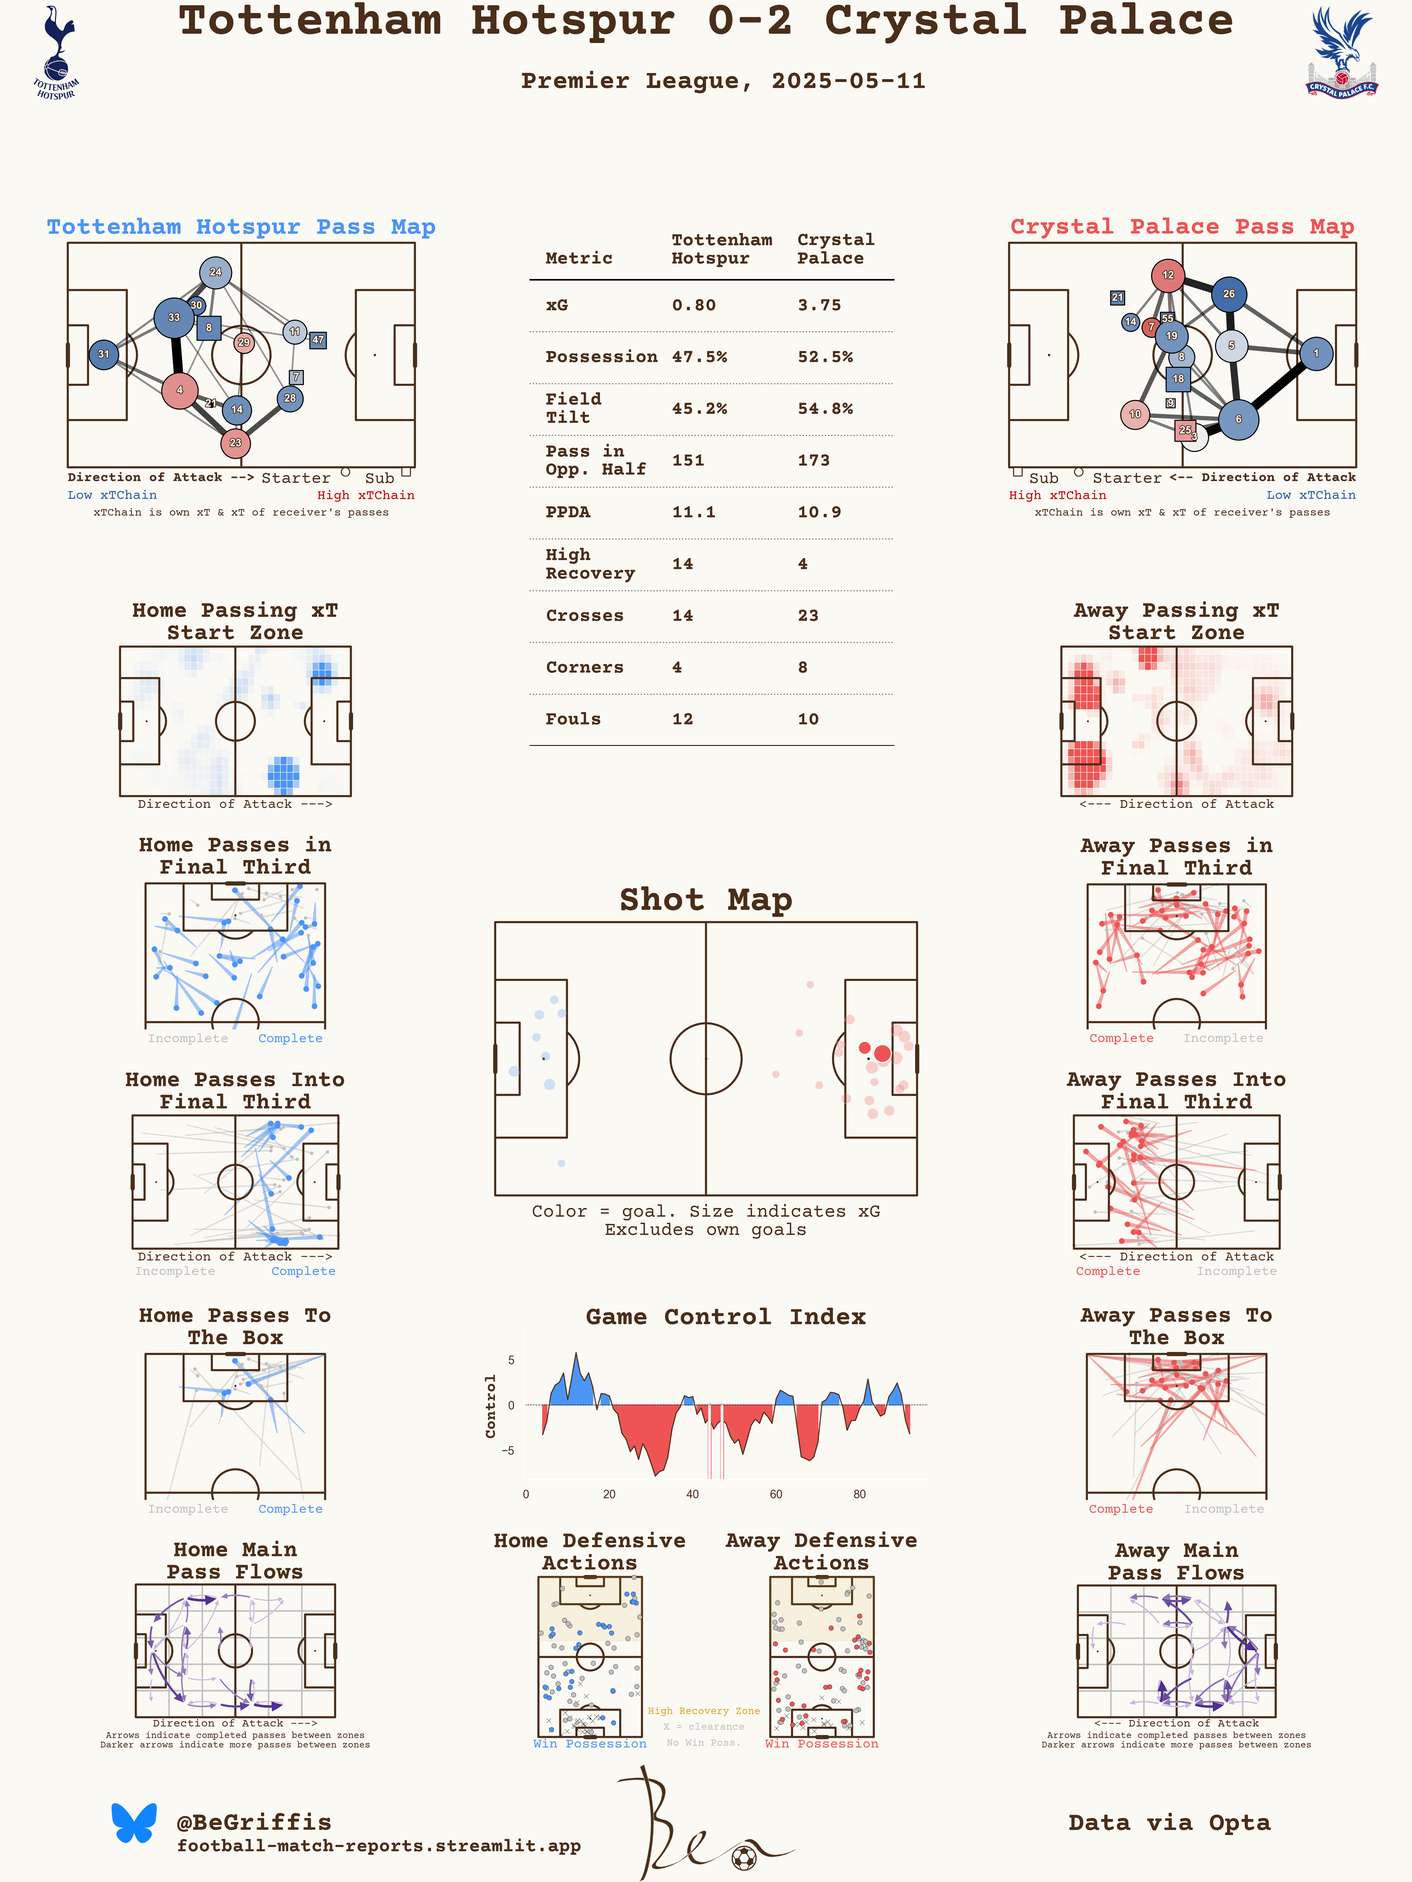 Tottenham Hotspur 0-2 Crystal Palace
TOTTENHAM
HOTSPUR
CRYSTAL PALACE F.C.
Premier League, 2025-05-11
Tottenham Hotspur Pass Map
24
30
33
8
11
47
29
31
7
4
21
14
28
23
Direction of Attack --> Starter Sub
Low xTChain High xTChain
xTChain is own xT & xT of receiver's passes
Metric Tottenham Hotspur Crystal Palace
xG 0.80 3.75
Possession 47.5% 52.5%
Field Tilt 45.2% 54.8%
Pass in Opp. Half 151 173
PPDA 11.1 10.9
High Recovery 14 4
Crosses 14 23
Corners 4 8
Fouls 12 10
Crystal Palace Pass Map
12
21
26
14
55
7
19
5
8
1
18
9
10
6
25
3
Sub Starter <-- Direction of Attack
High xTChain Low xTChain
xTChain is own xT & xT of receiver's passes
Home Passing xT
Start Zone
Direction of Attack --->
Away Passing xT
Start Zone
<--- Direction of Attack
Home Passes in
Final Third
Incomplete Complete
Away Passes in
Final Third
Complete Incomplete
Shot Map
Color = goal. Size indicates xG
Excludes own goals
Home Passes Into
Final Third
Direction of Attack --->
Incomplete Complete
Away Passes Into
Final Third
<--- Direction of Attack
Complete Incomplete
Home Passes To
The Box
Incomplete Complete
Game Control Index
Control
5
0
−5
0 20 40 60 80
Away Passes To
The Box
Complete Incomplete
Home Main
Pass Flows
Direction of Attack --->
Arrows indicate completed passes between zones
Darker arrows indicate more passes between zones
Home Defensive
Actions
Win Possession
High Recovery Zone
X = clearance
No Win Poss.
Away Defensive
Actions
Win Possession
Away Main
Pass Flows
<--- Direction of Attack
Arrows indicate completed passes between zones
Darker arrows indicate more passes between zones
@BeGriffis
football-match-reports.streamlit.app
Ben
Data via Opta